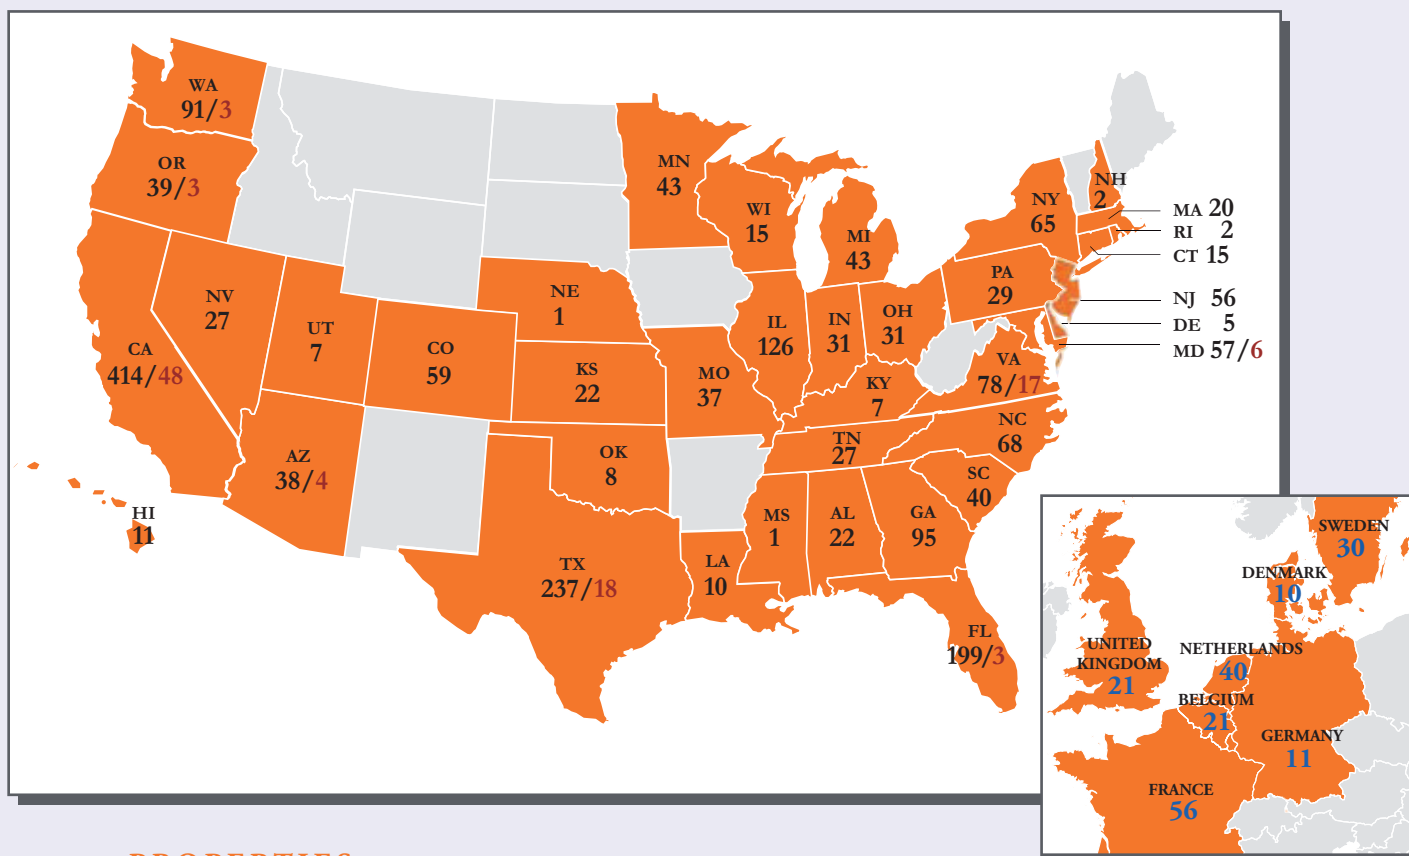 WA
91/3
OR
39/3
MN
43
NH
2
WI
15
NY
65
MA 20
RI 2
CT 15
MI
43
PA
29
NE
1
NV
27
NJ 56
DE 5
MD 57/6
OH
31
IN
31
IL
126
UT
7
CO
59
CA
414/48
KS
22
MO
37
VA
78/17
KY
7
NC
68
TN
27
AZ
38/4
OK
8
SC
40
HI
11
MS
1
AL
22
GA
95
TX
237/18
LA
10
FL
199/3
SWEDEN
30
DENMARK
10
UNITED
KINGDOM
21
NETHERLANDS
40
BELGIUM
21
GERMANY
11
FRANCE
56
PROPERTIES